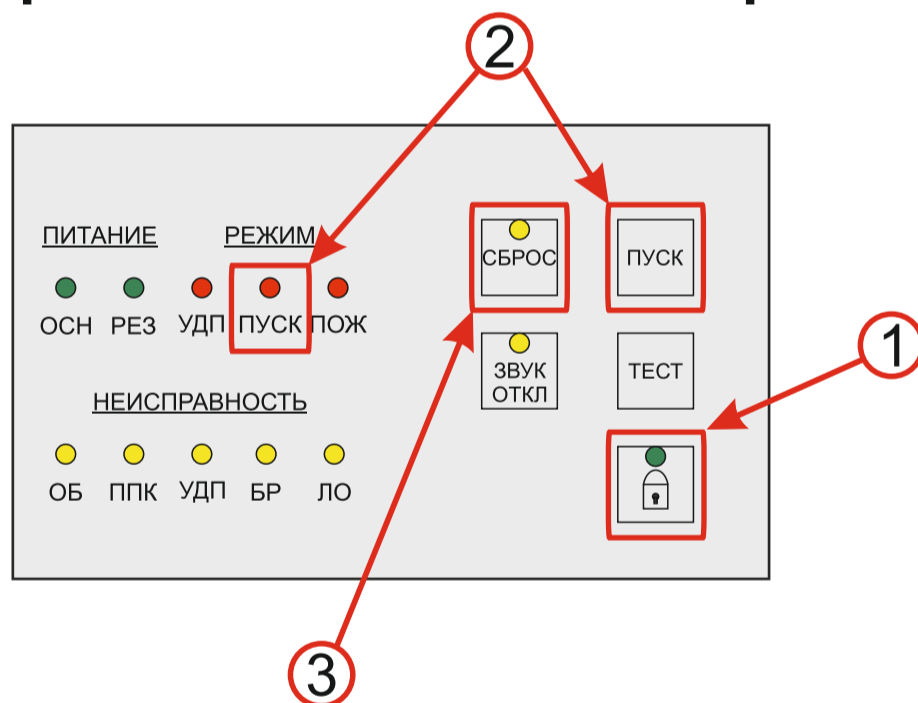 2
ПИТАНИЕ РЕЖИМ
СБРОС ПУСК
ОСН РЕЗ УДП ПУСК ПОЖ
1
ЗВУК
ОТКЛ
ТЕСТ
НЕИСПРАВНОСТЬ
ОБ ППК УДП БР ЛО
3